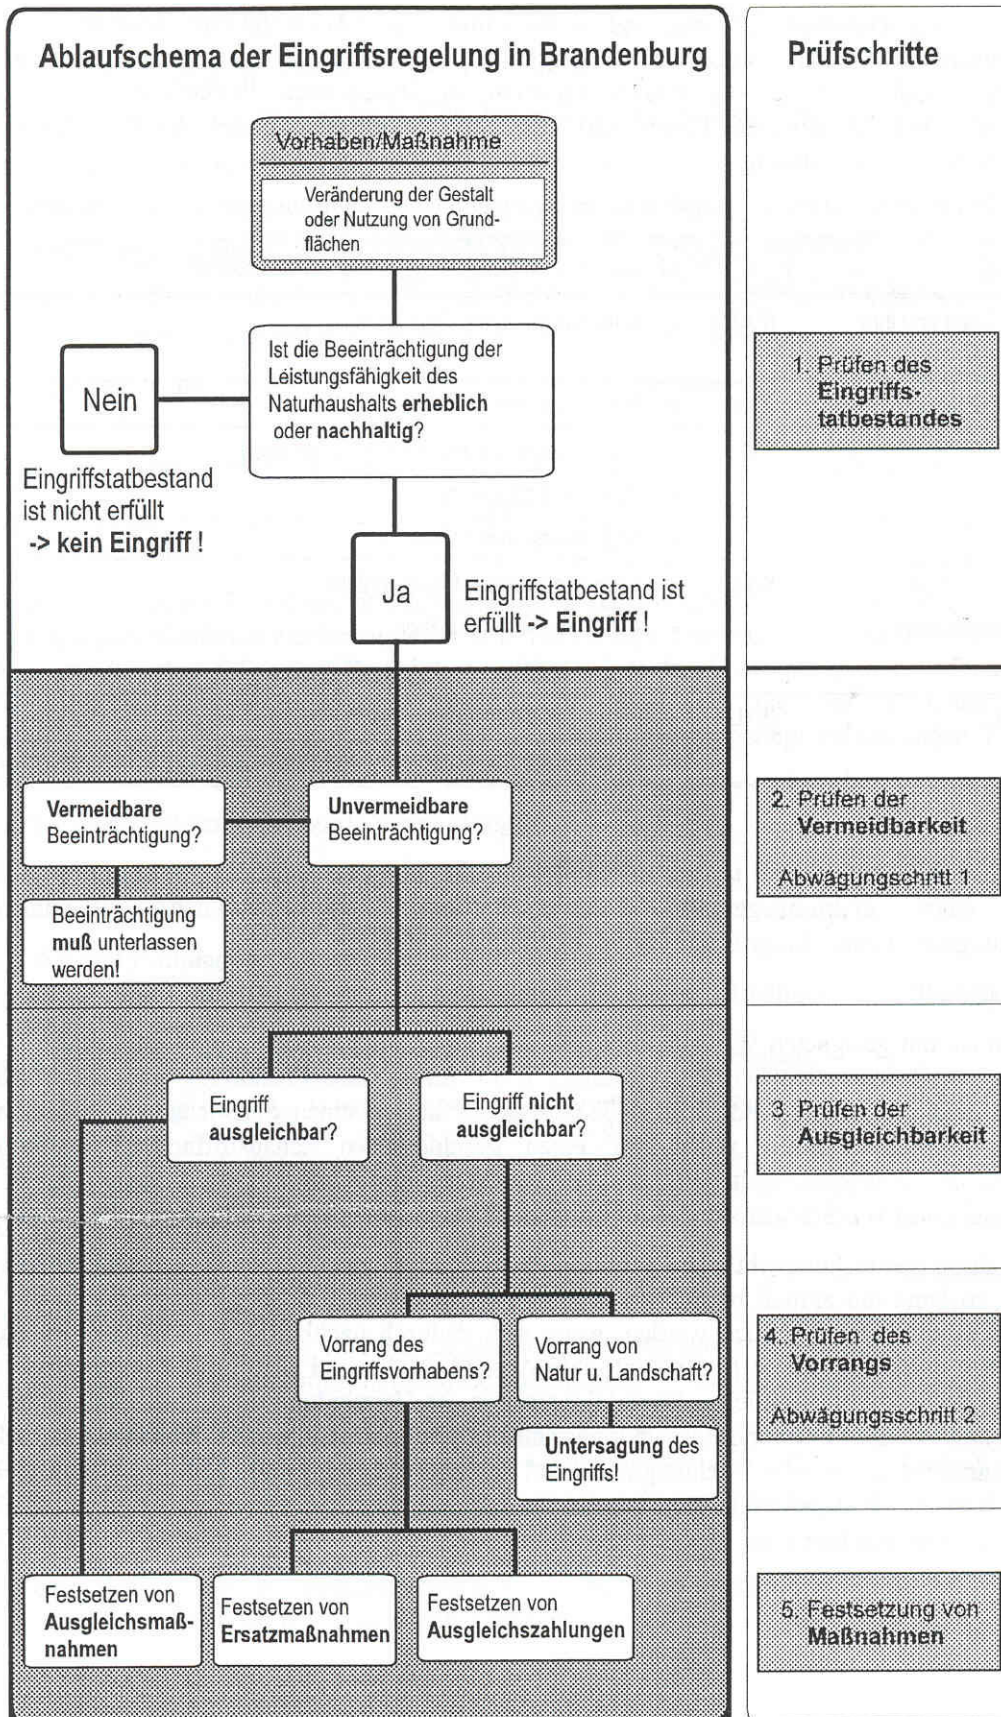 Ablaufschema der Eingriffsregelung in Brandenburg
Prüfschritte
Vorhaben/Maßnahme
Veränderung der Gestalt
oder Nutzung von Grund-
flächen
Ist die Beeinträchtigung der
Léistungsfähigkeit des
Naturhaushalts erheblich
oder nachhaltig?
Nein
Eingriffstatbestand
ist nicht erfüllt
-> kein Eingriff !
Ja
Eingriffstatbestand ist
erfüllt -> Eingriff !
1. Prüfen des
Eingriffs-
tatbestandes
Vermeidbare
Beeinträchtigung?
Unvermeidbare
Beeinträchtigung?
Beeinträchtigung
muß unterlassen
werden!
2. Prüfen der
Vermeidbarkeit
Abwägungschritt 1
Eingriff
ausgleichbar?
Eingriff nicht
ausgleichbar?
3. Prüfen der
Ausgleichbarkeit
Vorrang des
Eingriffsvorhabens?
Vorrang von
Natur u. Landschaft?
Untersagung des
Eingriffs!
4. Prüfen des
Vorrangs
Abwägungsschritt 2
Festsetzen von
Ausgleichsmaß-
nahmen
Festsetzen von
Ersatzmaßnahmen
Festsetzen von
Ausgleichszahlungen
5. Festsetzung von
Maßnahmen